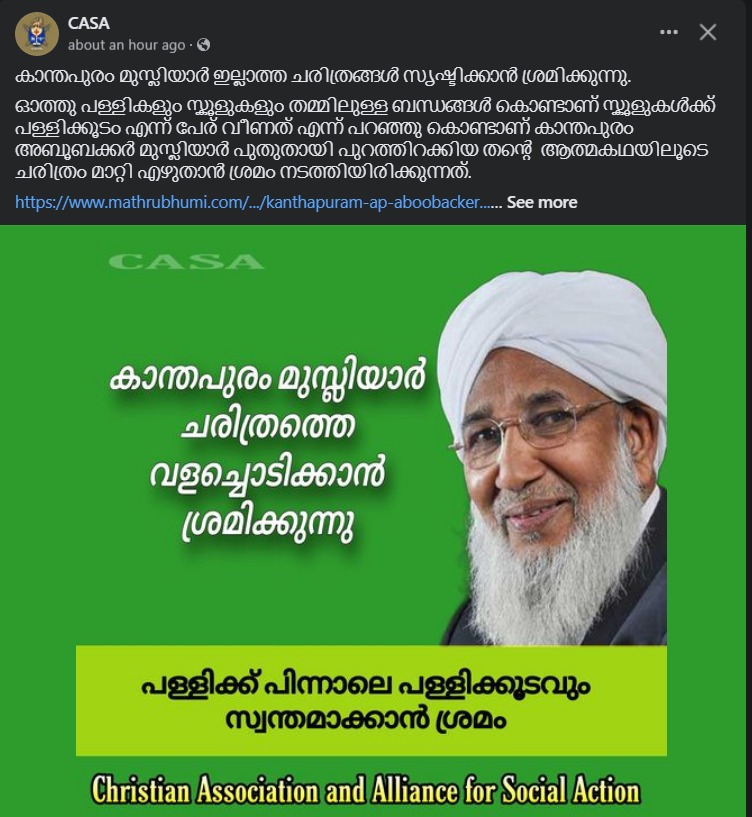 CASA
about an hour ago ·
കാന്തപുരം മുസ്ലിയാർ ഇല്ലാത്ത ചരിത്രങ്ങൾ സൃഷ്ടിക്കാൻ ശ്രമിക്കുന്നു.
ഓത്തു പള്ളികളും സ്കൂളുകളും തമ്മിലുള്ള ബന്ധങ്ങൾ കൊണ്ടാണ് സ്കൂളുകൾക്ക്
പള്ളിക്കൂടം എന്ന് പേര് വീണത് എന്ന് പറഞ്ഞു കൊണ്ടാണ് കാന്തപുരം
അബൂബക്കർ മുസ്ലിയാർ പുതുതായി പുറത്തിറക്കിയ തന്റെ ആത്മകഥയിലൂടെ
ചരിത്രം മാറ്റി എഴുതാൻ ശ്രമം നടത്തിയിരിക്കുന്നത്.
https://www.mathrubhumi.com/.../kanthapuram-ap-aboobacker...... See more
CASA
കാന്തപുരം മുസ്ലിയാർ
ചരിത്രത്തെ
വളച്ചൊടിക്കാൻ
ശ്രമിക്കുന്നു
പള്ളിക്ക് പിന്നാലെ പള്ളിക്കൂടവും
സ്വന്തമാക്കാൻ ശ്രമം
Christian Association and Alliance for Social Action